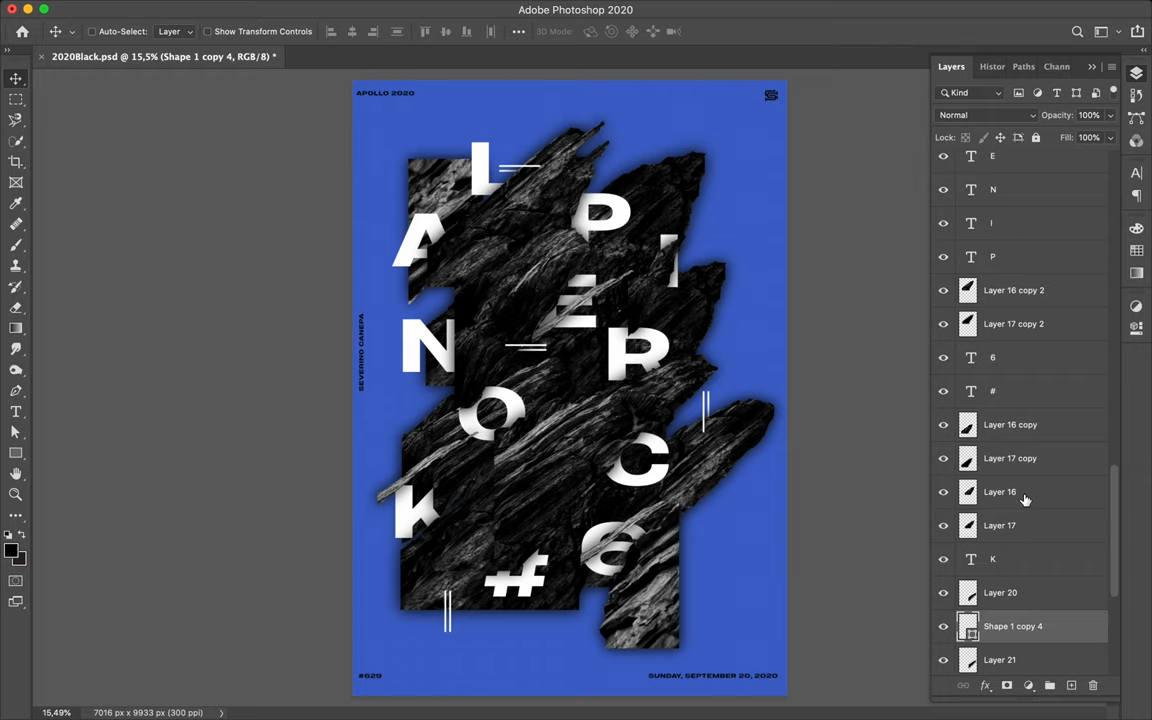 Adobe Photoshop 2020
Auto-Select:
Layer
Show Transform Controls
3D Mode:
2020Black.psd @ 15,5% (Shape 1 copy 4, RGB/8) *
Layers
Histor
Paths
Chann
Kind
Normal
Opacity: 100%
Lock:
Fill: 100%
E
N
I
P
Layer 16 copy 2
Layer 17 copy 2
6
#
Layer 16 copy
Layer 17 copy
Layer 16
Layer 17
K
Layer 20
Shape 1 copy 4
Layer 21
APOLLO 2020
L
P
A
I
E
N
R
O
C
K
6
#
SEVERINO CANEPA
#629
SUNDAY, SEPTEMBER 20, 2020
15,49%
7016 px x 9933 px (300 ppi)